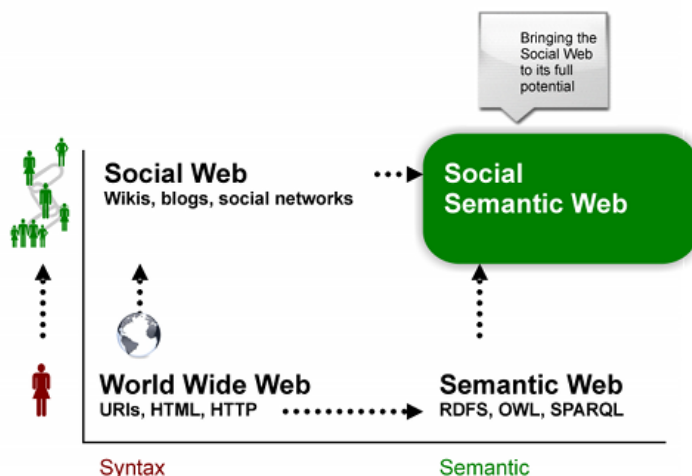 Bringing the
Social Web
to its full
potential
Social Web
Wikis, blogs, social networks
Social
Semantic Web
World Wide Web
URIs, HTML, HTTP
Semantic Web
RDFS, OWL, SPARQL
Syntax
Semantic